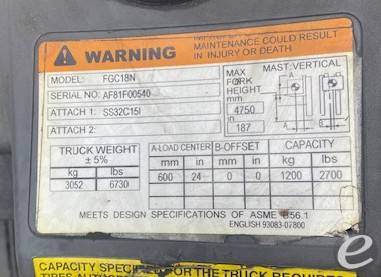 WARNING
MAINTENANCE COULD RESULT
IN INJURY OR DEATH
MODEL: FGC18N
SERIAL NO. AF81F00540
ATTACH 1: SS32C15I
ATTACH 2:
MAX FORK HEIGHT
mm
4750
in
187
MAST VERTICAL
A
B
TRUCK WEIGHT
± 5%
kg lbs
3052 6730
A-LOAD CENTER B-OFFSET CAPACITY
mm in mm in kg lbs
600 24 0 0 1200 2700
MEETS DESIGN SPECIFICATIONS OF ASME B56.1
ENGLISH 93083-07800
CAPACITY SPECIFIED FOR THE TRUCK REQUIRES
e